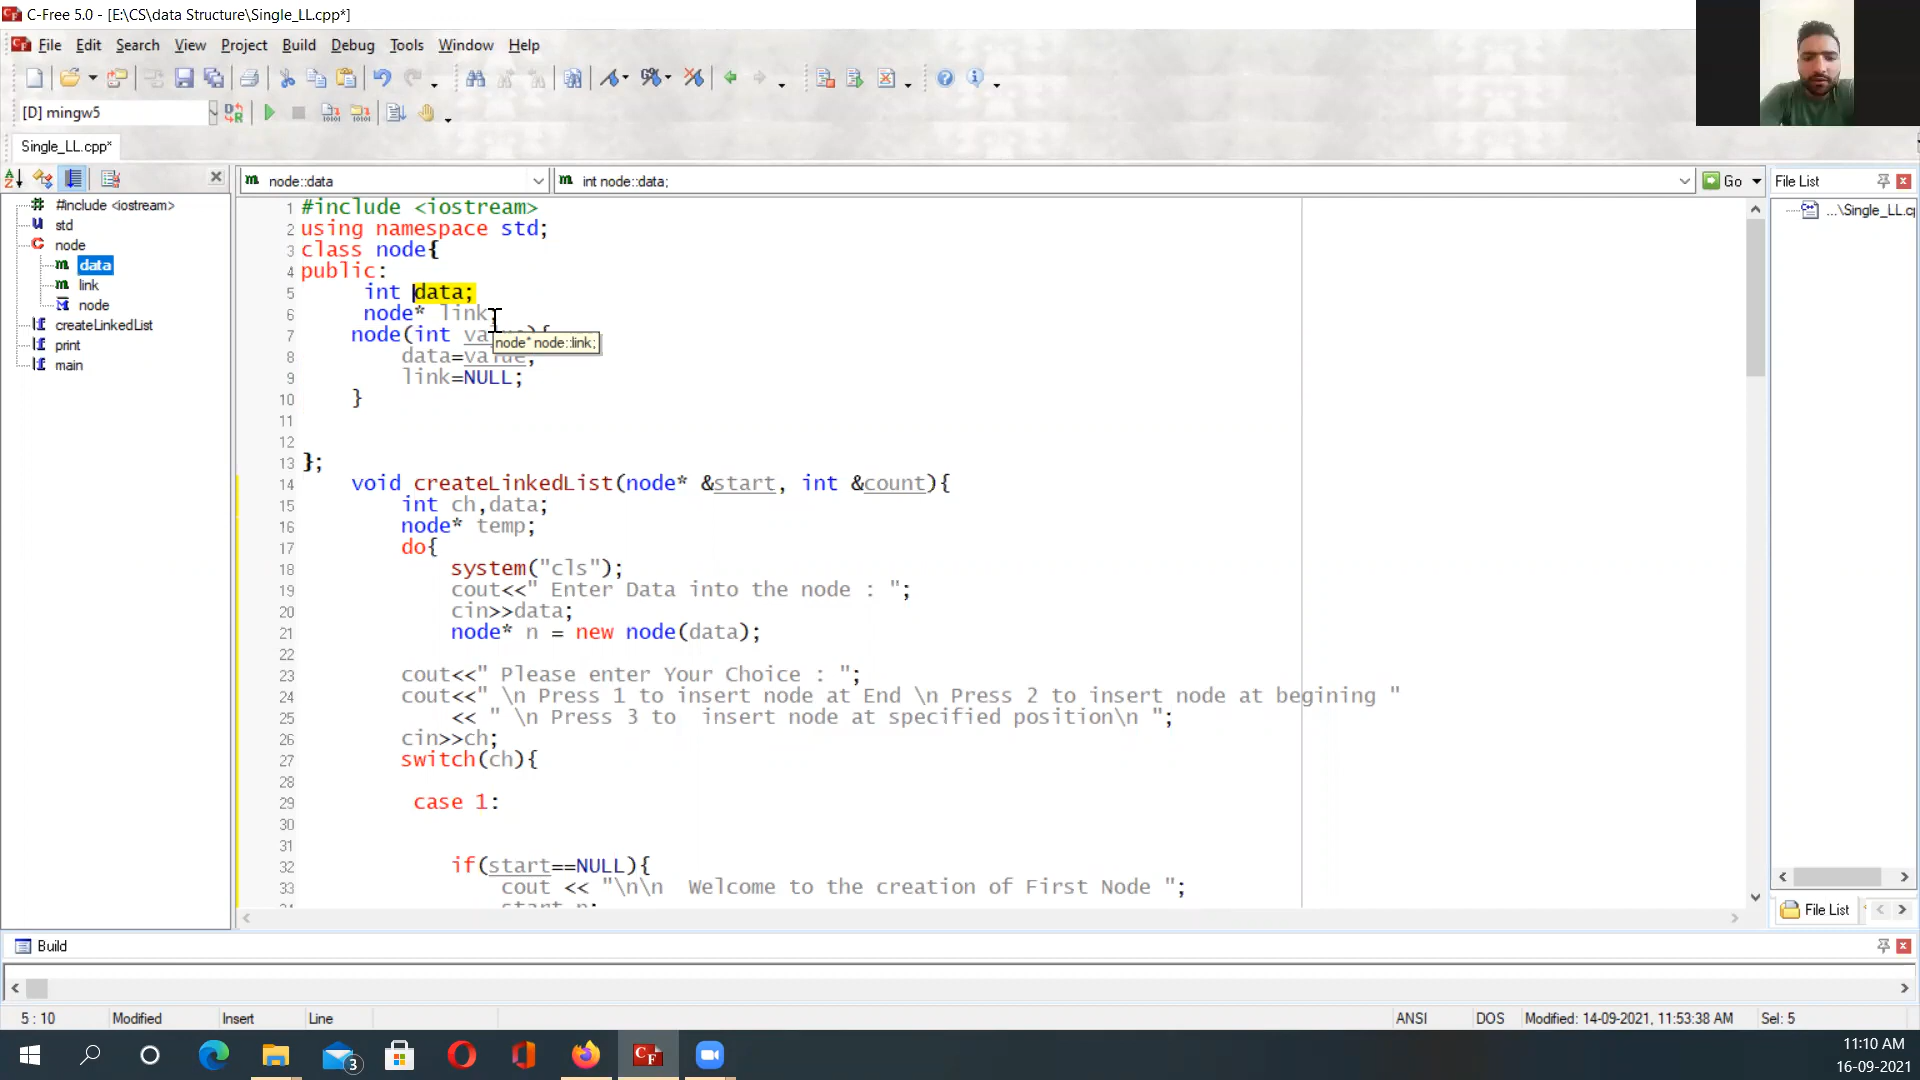 C-Free 5.0 - [E:\CS\data Structure\Single_LL.cpp*]
File Edit Search View Project Build Debug Tools Window Help
[D] mingw5
Single_LL.cpp*
node::data
int node::data;
Go
File List
#include <iostream>
std
node
data
link
node
createLinkedList
print
main
...\Single_LL.c
1 #include <iostream>
2 using namespace std;
3 class node{
4 public:
5 int data;
6 node* link;
7 node(int value){
node* node::link;
8 data=value;
9 link=NULL;
10 }
11
12
13 };
14 void createLinkedList(node* &start, int &count){
15 int ch,data;
16 node* temp;
17 do{
18 system("cls");
19 cout<<" Enter Data into the node : ";
20 cin>>data;
21 node* n = new node(data);
22
23 cout<<" Please enter Your Choice : ";
24 cout<<" \n Press 1 to insert node at End \n Press 2 to insert node at begining "
25 << " \n Press 3 to  insert node at specified position\n ";
26 cin>>ch;
27 switch(ch){
28
29 case 1:
30
31
32 if(start==NULL){
33 cout << "\n\n  Welcome to the creation of First Node ";
File List
Build
5 : 10 Modified Insert Line ANSI DOS Modified: 14-09-2021, 11:53:38 AM Sel: 5
3
CF
11:10 AM
16-09-2021